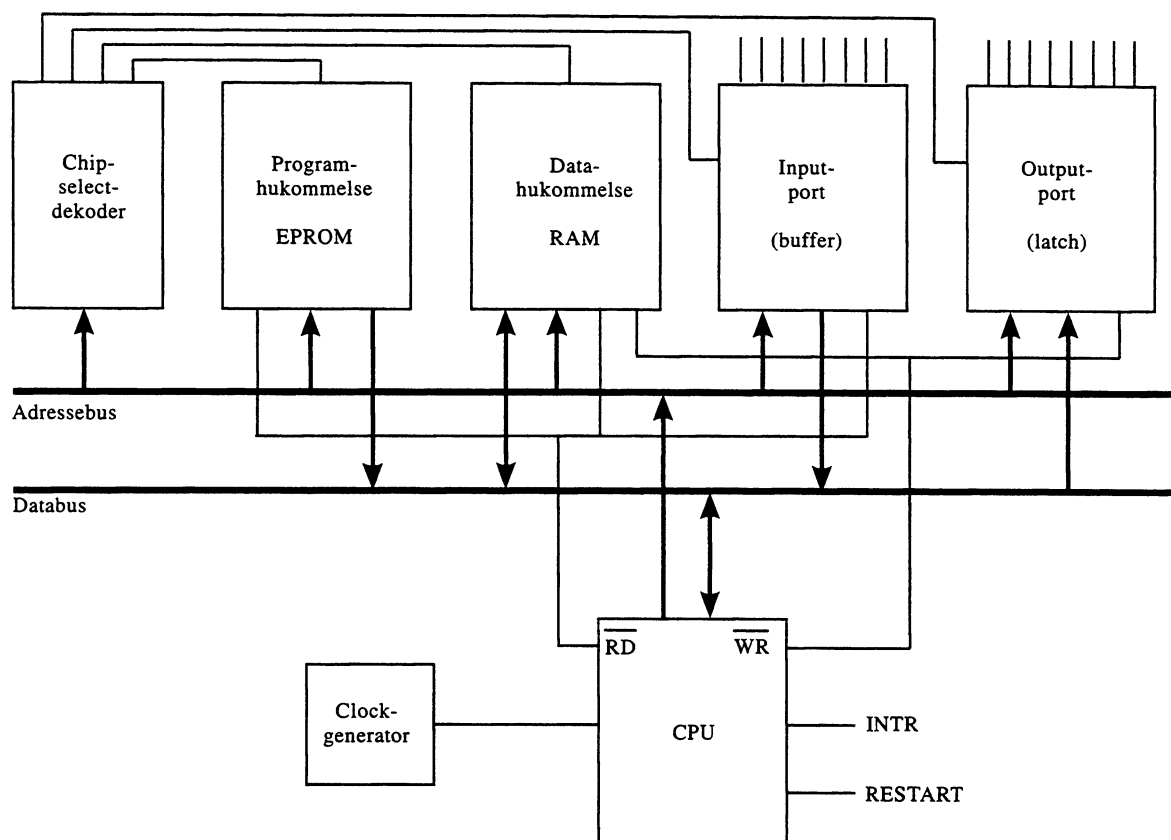 Chip-
select-
dekoder
Program-
hukommelse
EPROM
Data-
hukommelse
RAM
Input-
port
(buffer)
Output-
port
(latch)
Adressebus
Databus
RD
WR
Clock-
generator
CPU
INTR
RESTART